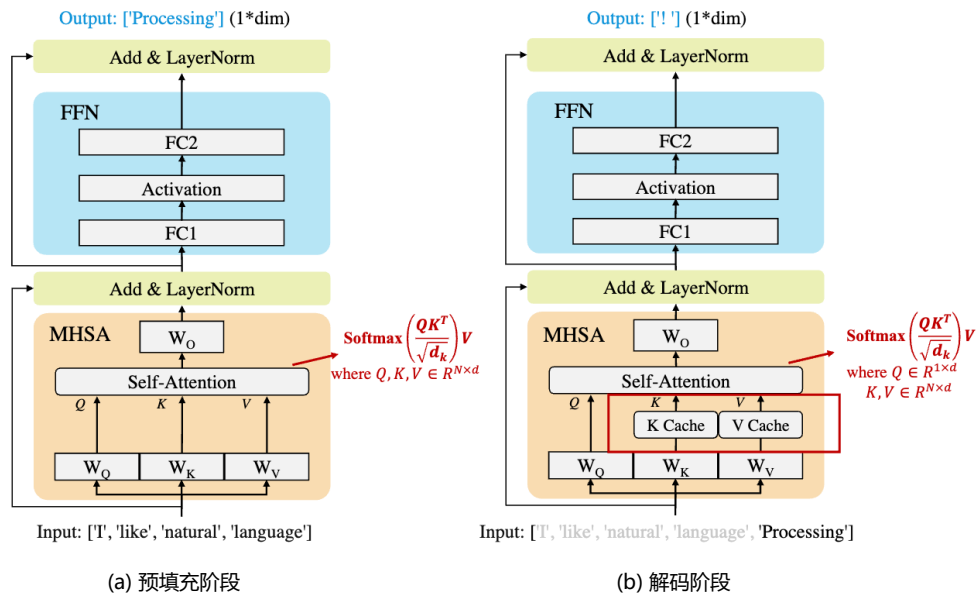 Output: ['Processing'] (1*dim)
Add & LayerNorm
FFN
FC2
Activation
FC1
Add & LayerNorm
MHSA
W_O
Softmax(QK^T/√d_k)V
where Q, K, V ∈ R^{N×d}
Self-Attention
Q K V
W_Q W_K W_V
Input: ['I', 'like', 'natural', 'language']
(a) 预填充阶段
Output: ['! '] (1*dim)
Add & LayerNorm
FFN
FC2
Activation
FC1
Add & LayerNorm
MHSA
W_O
Softmax(QK^T/√d_k)V
where Q ∈ R^{1×d}
K, V ∈ R^{N×d}
Self-Attention
Q K V
K Cache V Cache
W_Q W_K W_V
Input: ['I', 'like', 'natural', 'language', 'Processing']
(b) 解码阶段